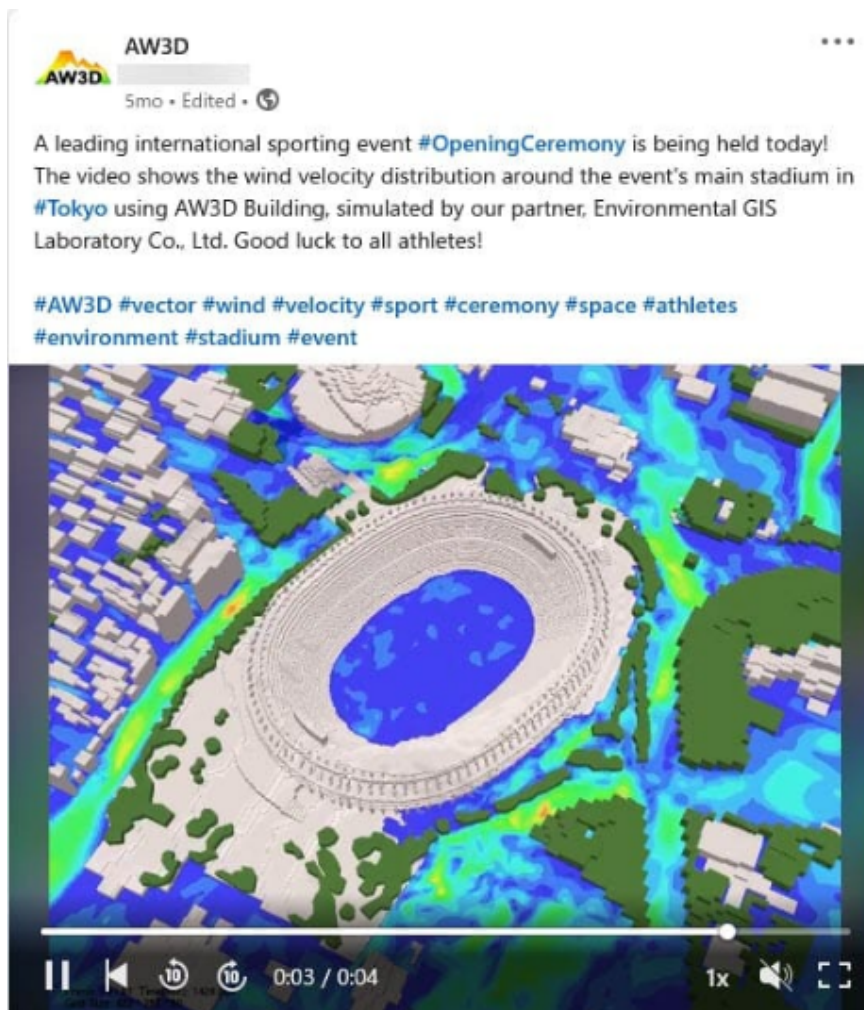 AW3D
AW3D
5mo • Edited •
A leading international sporting event #OpeningCeremony is being held today!
The video shows the wind velocity distribution around the event's main stadium in
#Tokyo using AW3D Building, simulated by our partner, Environmental GIS
Laboratory Co., Ltd. Good luck to all athletes!
#AW3D #vector #wind #velocity #sport #ceremony #space #athletes
#environment #stadium #event
10 10 0:03 / 0:04 1x